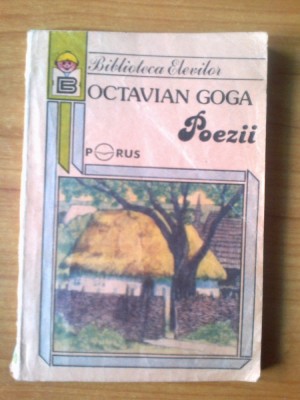 Biblioteca Elevilor
B
OCTAVIAN GOGA
Poezii
PORUS